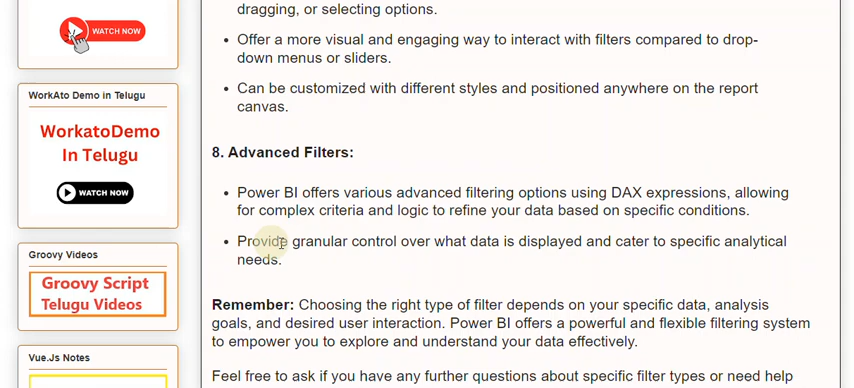 WATCH NOW
WorkAto Demo in Telugu
WorkatoDemo
In Telugu
WATCH NOW
Groovy Videos
Groovy Script
Telugu Videos
Vue.Js Notes
dragging, or selecting options.
• Offer a more visual and engaging way to interact with filters compared to drop-
down menus or sliders.
• Can be customized with different styles and positioned anywhere on the report
canvas.
8. Advanced Filters:
• Power BI offers various advanced filtering options using DAX expressions, allowing
for complex criteria and logic to refine your data based on specific conditions.
• Provide granular control over what data is displayed and cater to specific analytical
needs.
Remember: Choosing the right type of filter depends on your specific data, analysis
goals, and desired user interaction. Power BI offers a powerful and flexible filtering system
to empower you to explore and understand your data effectively.
Feel free to ask if you have any further questions about specific filter types or need help